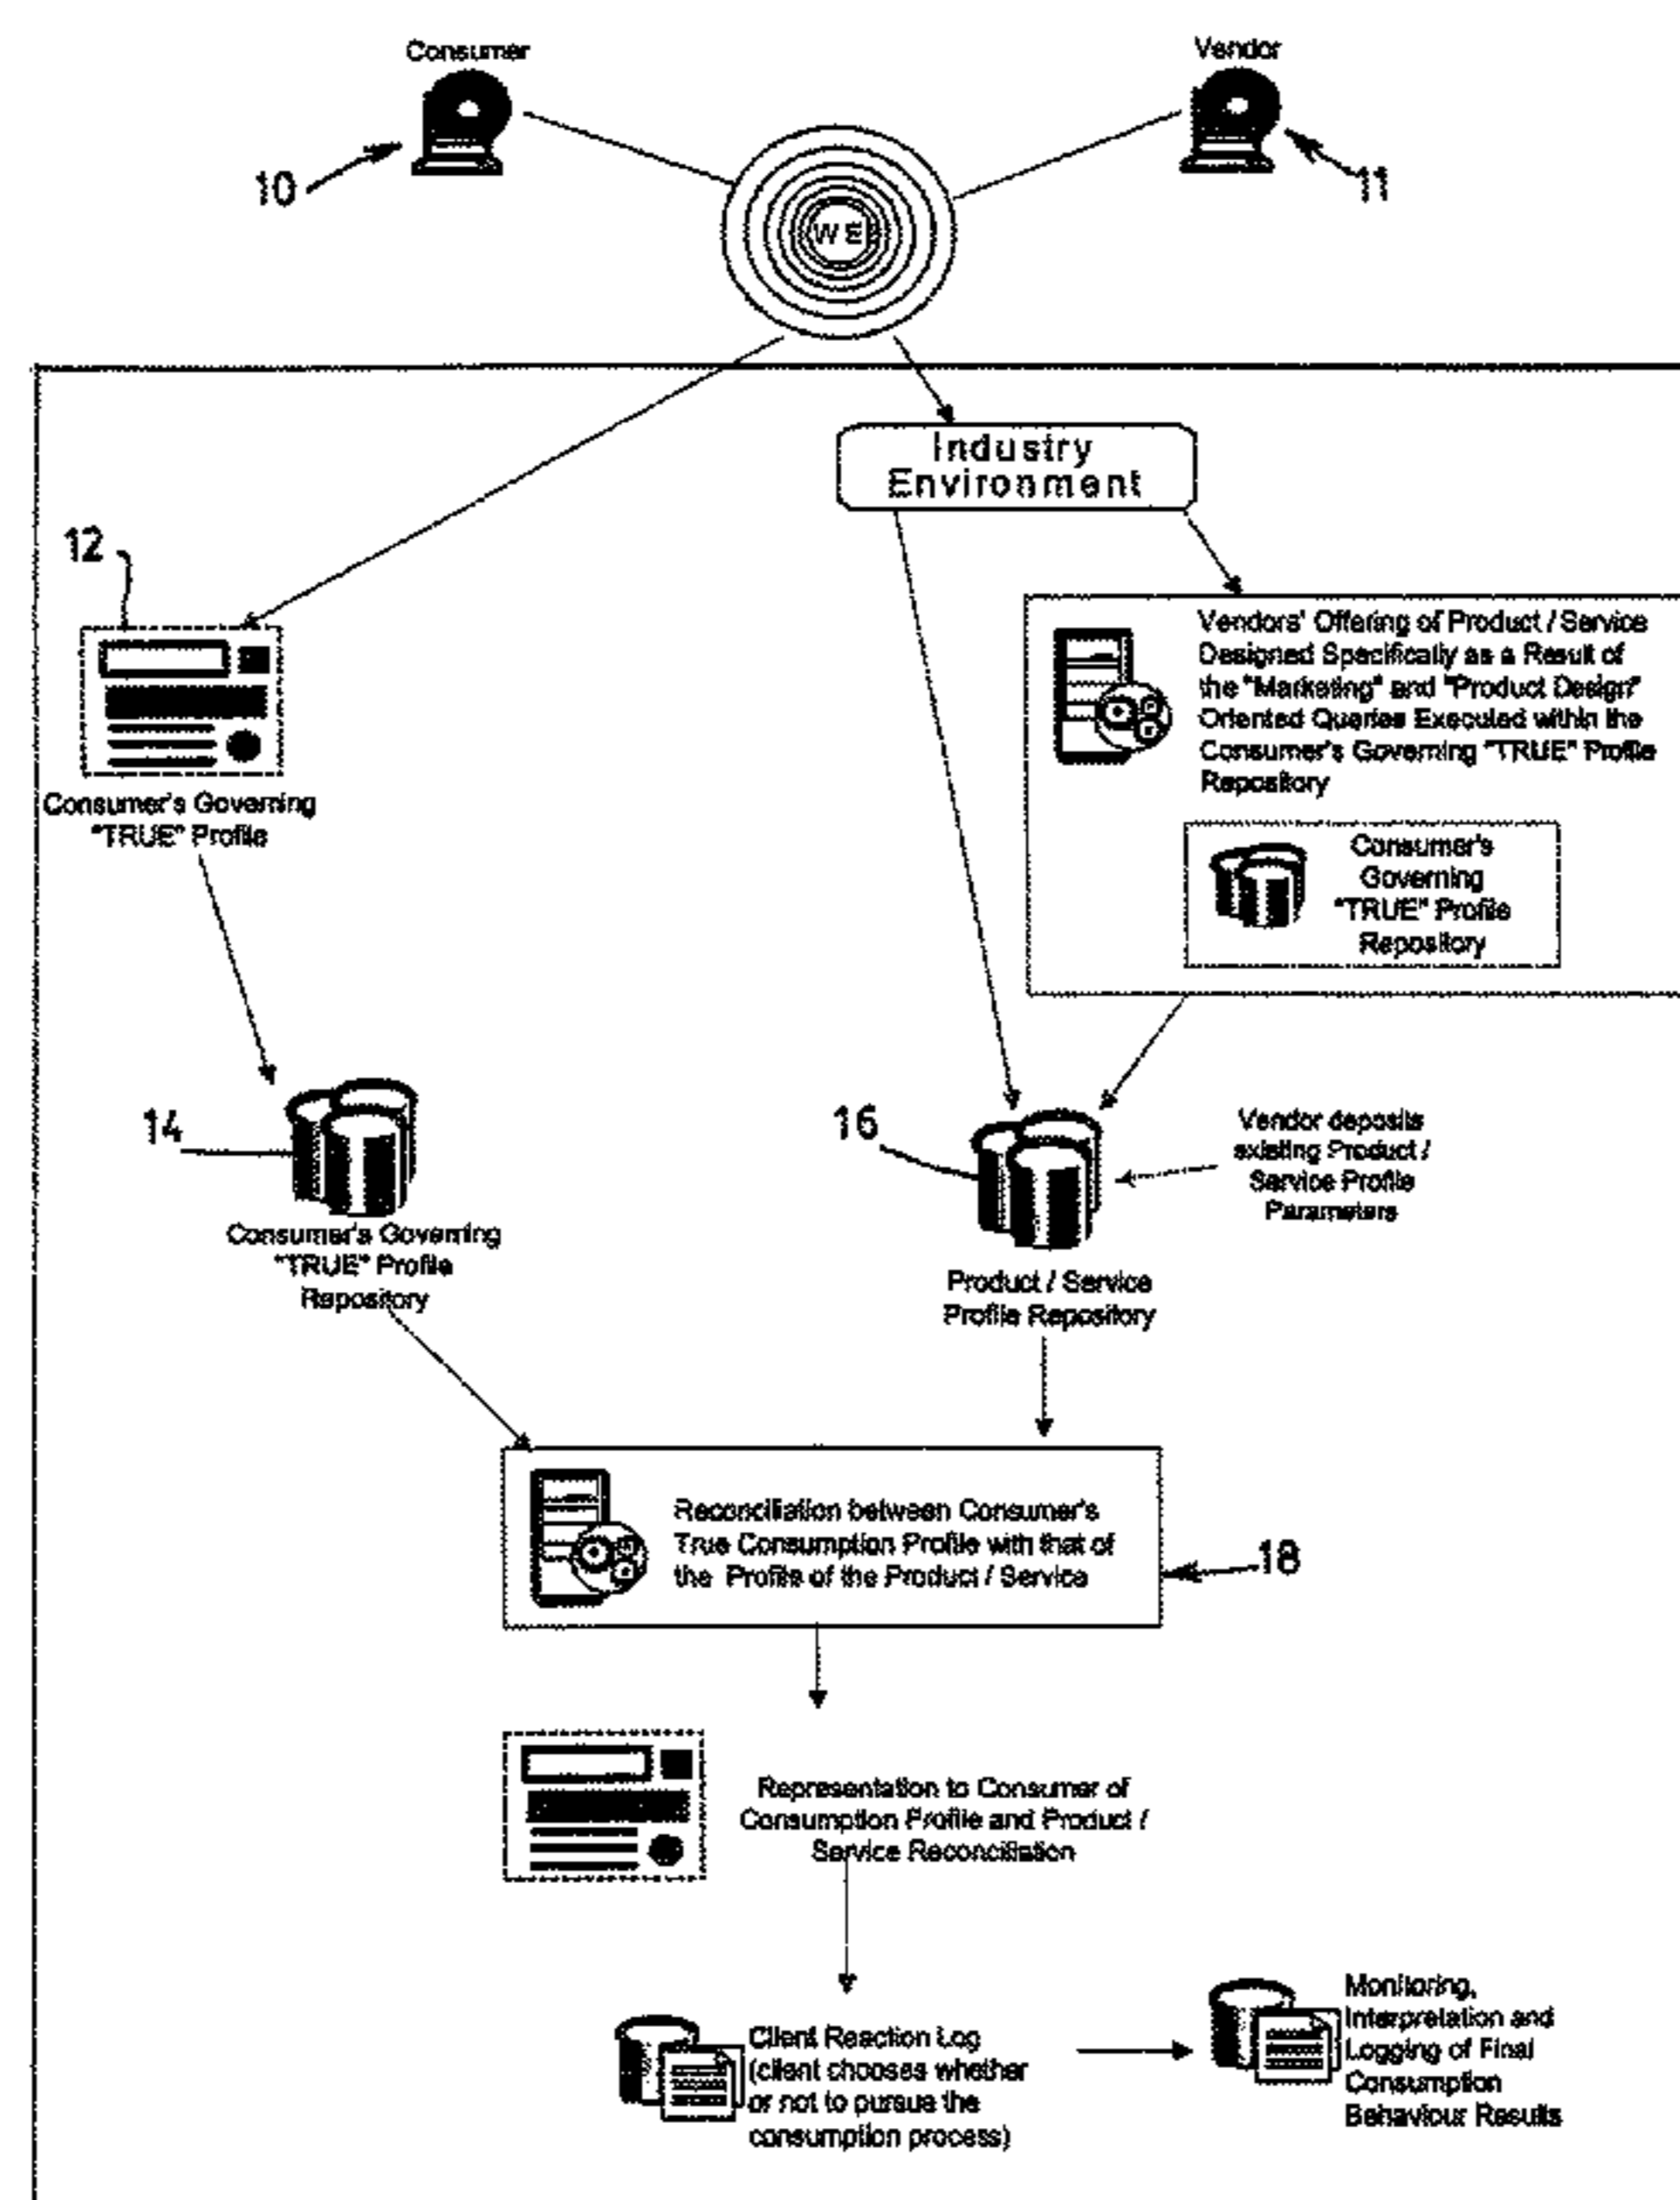 Consumer
Vendor
10
11
W E
Industry
Environment
12
Vendors' Offering of Product / Service
Designed Specifically as a Result of
the "Marketing" and "Product Design"
Oriented Queries Executed within the
Consumer's Governing "TRUE" Profile
Repository
Consumer's Governing
"TRUE" Profile
Consumer's
Governing
"TRUE" Profile
Repository
14
16
Vendor deposits
existing Product /
Service Profile
Parameters
Consumer's Governing
"TRUE" Profile
Repository
Product / Service
Profile Repository
Reconciliation between Consumer's
True Consumption Profile with that of
the Profile of the Product / Service
18
Representation to Consumer of
Consumption Profile and Product /
Service Reconciliation
Client Reaction Log
(client chooses whether
or not to pursue the
consumption process)
Monitoring,
Interpretation and
Logging of Final
Consumption
Behaviour Results